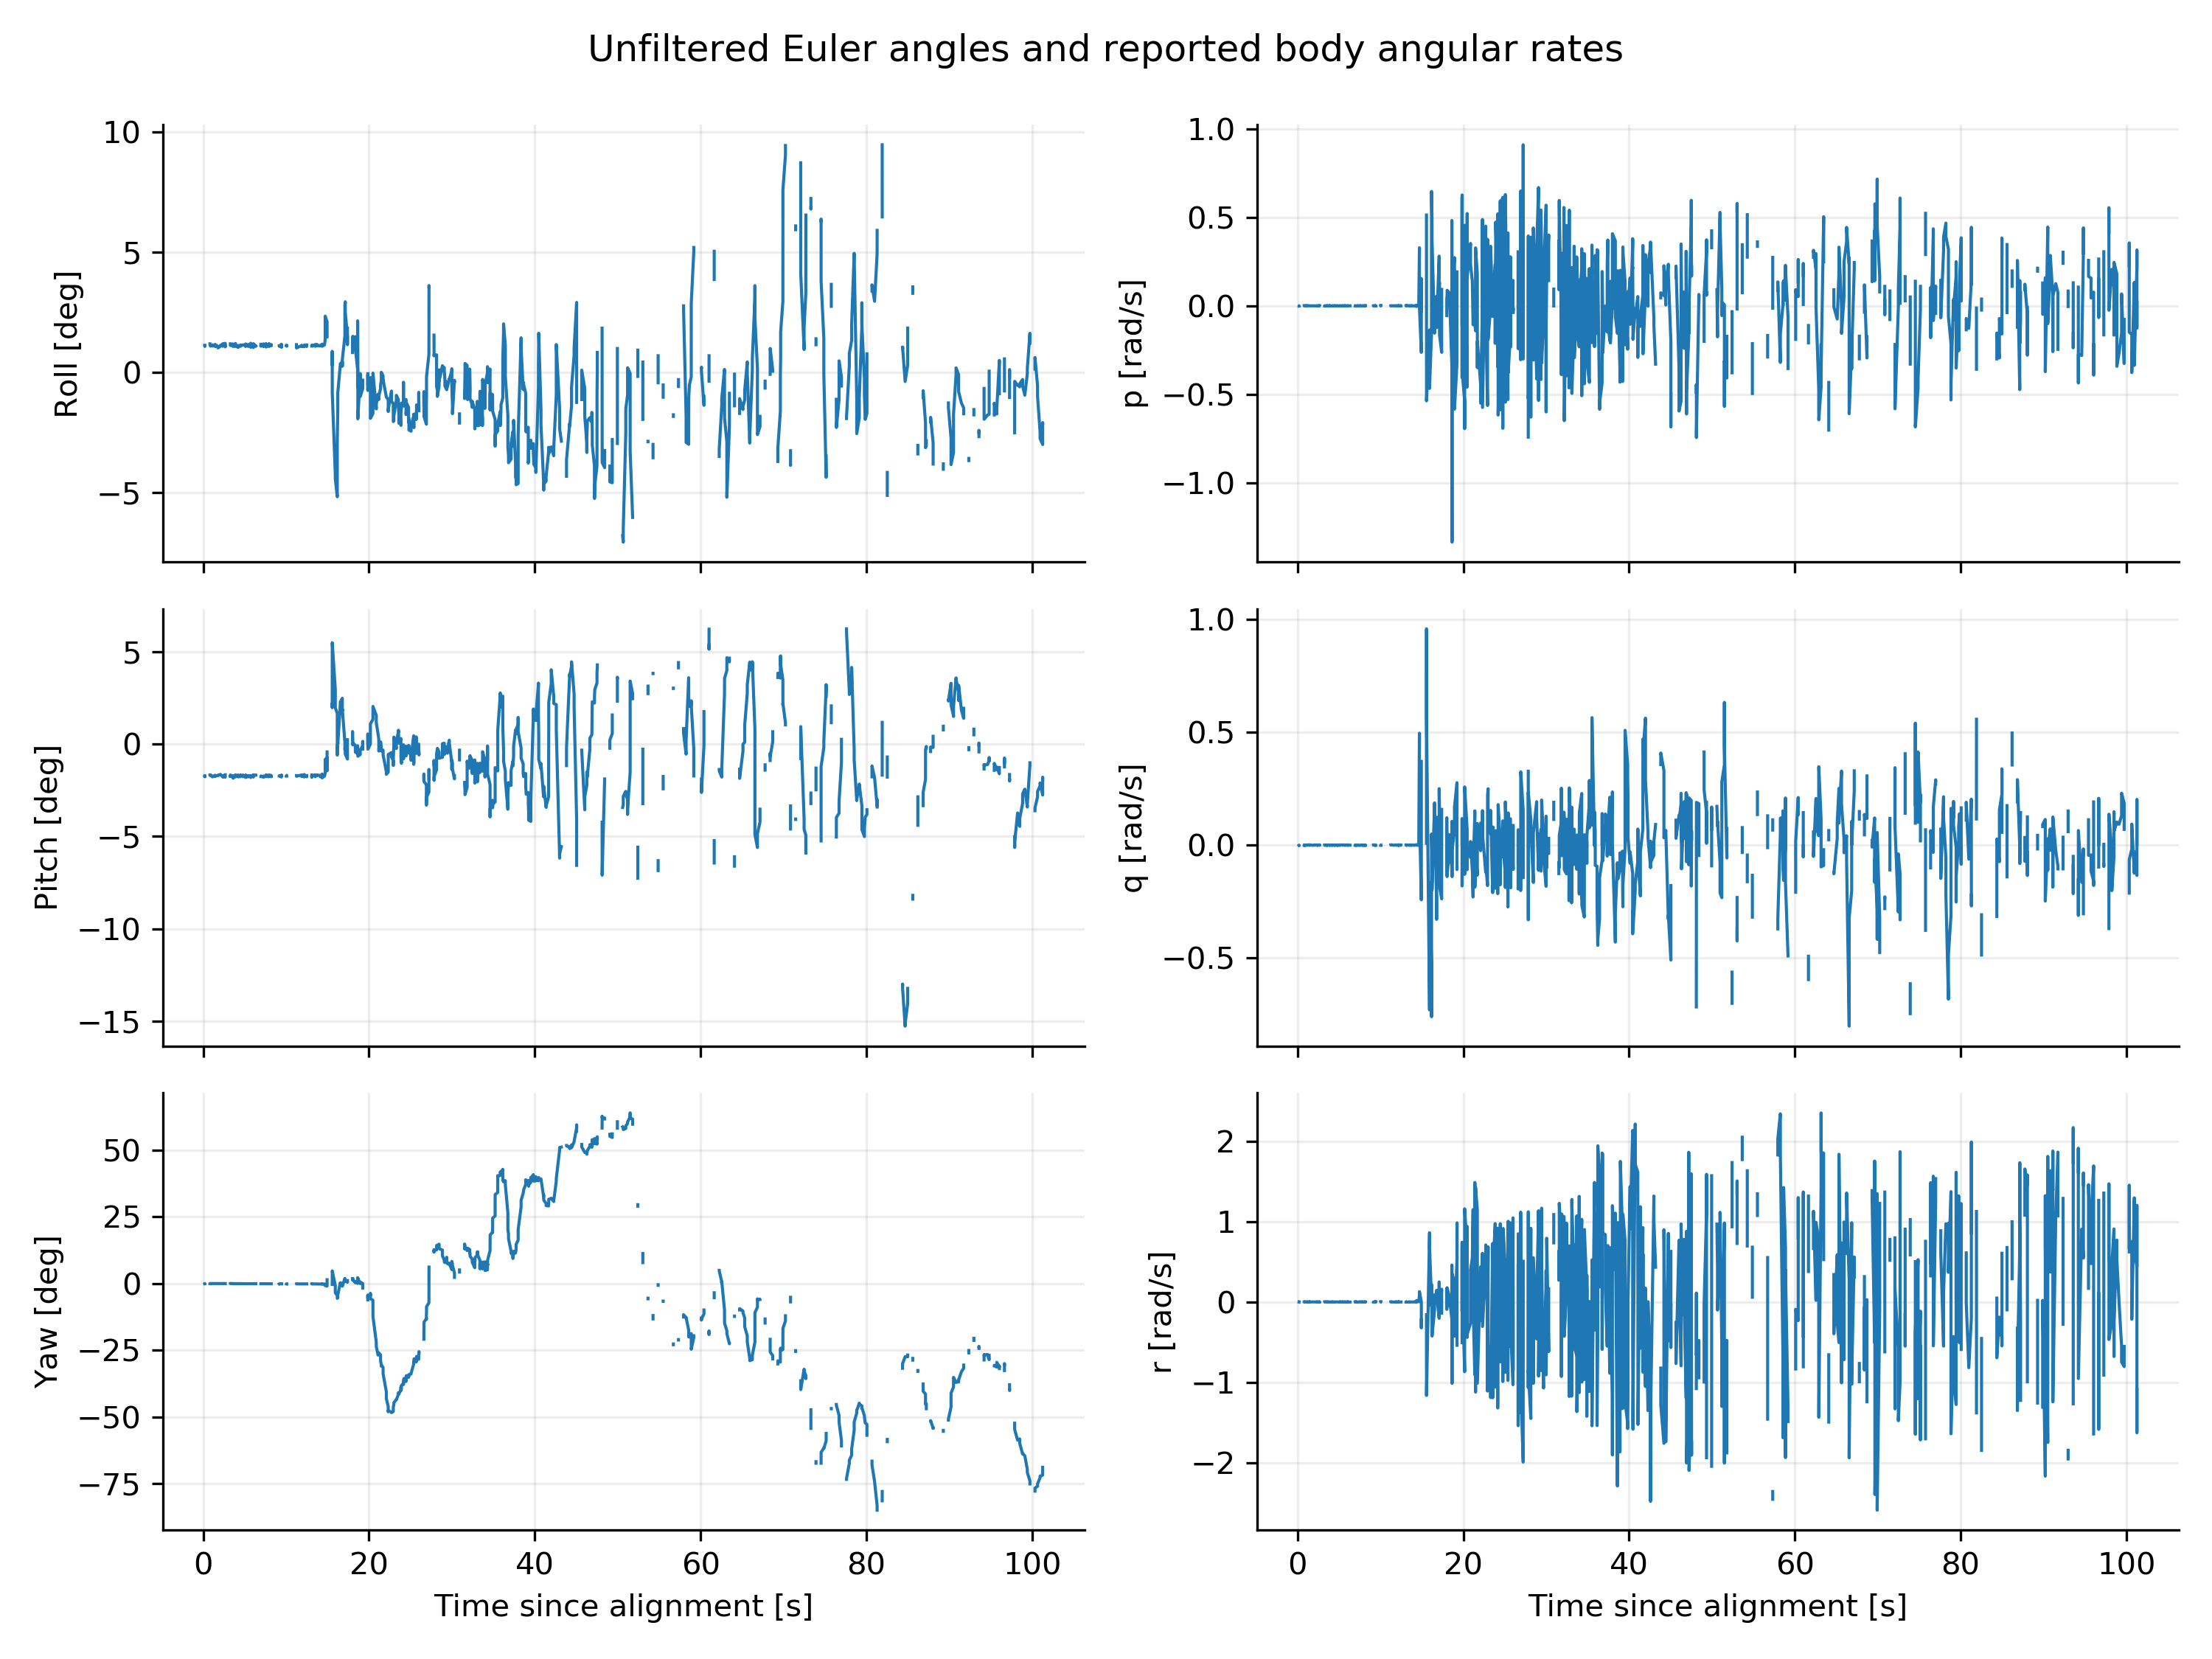 Unfiltered Euler angles and reported body angular rates
Roll [deg]
10
5
0
−5
p [rad/s]
1.0
0.5
0.0
−0.5
−1.0
Pitch [deg]
5
0
−5
−10
−15
q [rad/s]
1.0
0.5
0.0
−0.5
Yaw [deg]
50
25
0
−25
−50
−75
0 20 40 60 80 100
Time since alignment [s]
r [rad/s]
2
1
0
−1
−2
0 20 40 60 80 100
Time since alignment [s]